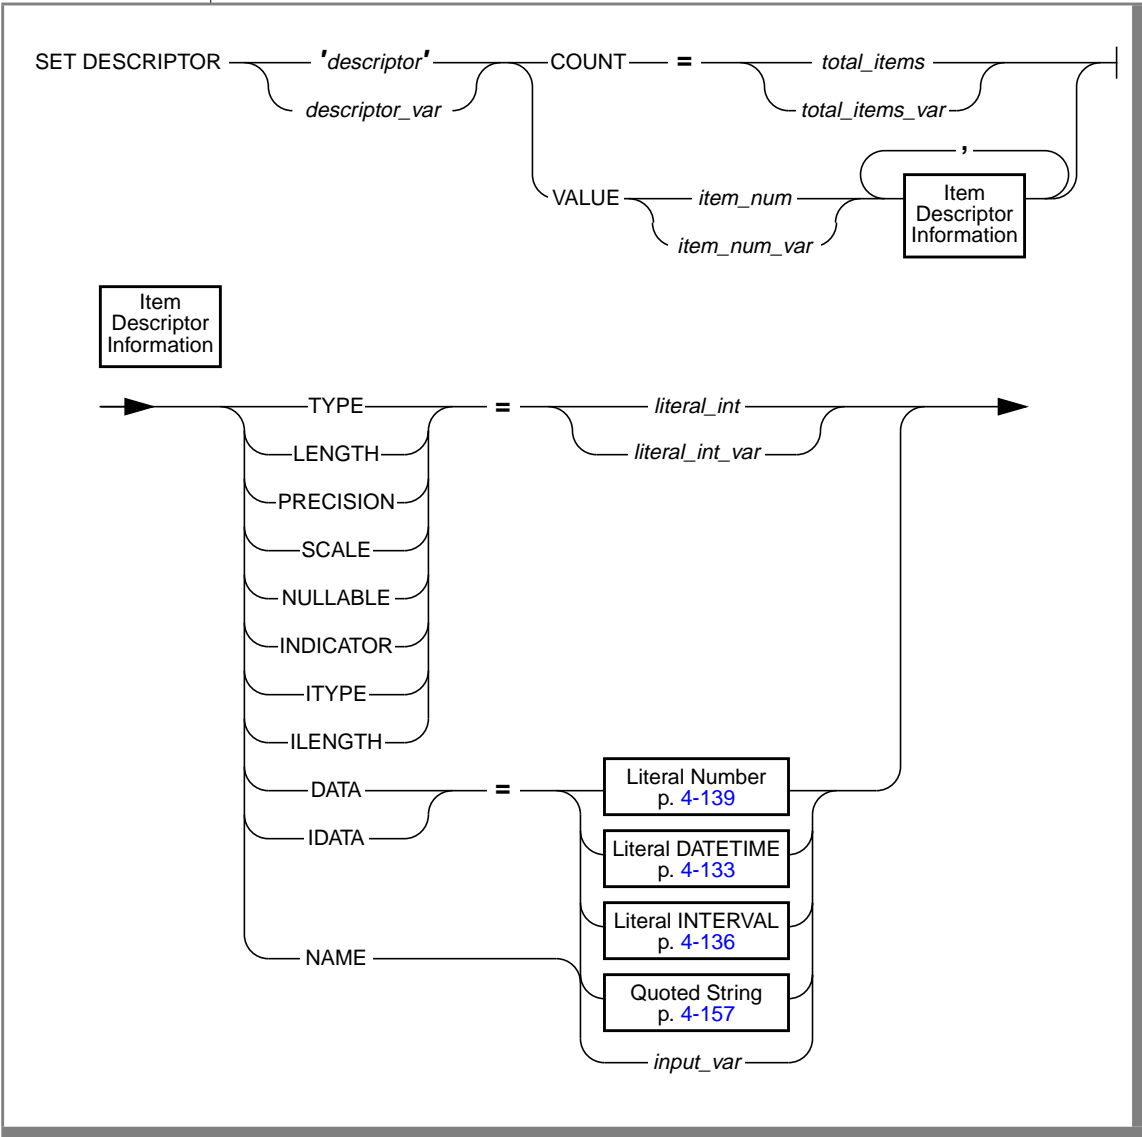 SET DESCRIPTOR 'descriptor' COUNT = total_items
descriptor_var total_items_var
,
VALUE item_num Item
Descriptor
Information
item_num_var
Item
Descriptor
Information
TYPE = literal_int
LENGTH literal_int_var
PRECISION
SCALE
NULLABLE
INDICATOR
ITYPE
ILENGTH
DATA = Literal Number
p. 4-139
IDATA Literal DATETIME
p. 4-133
Literal INTERVAL
p. 4-136
NAME
Quoted String
p. 4-157
input_var